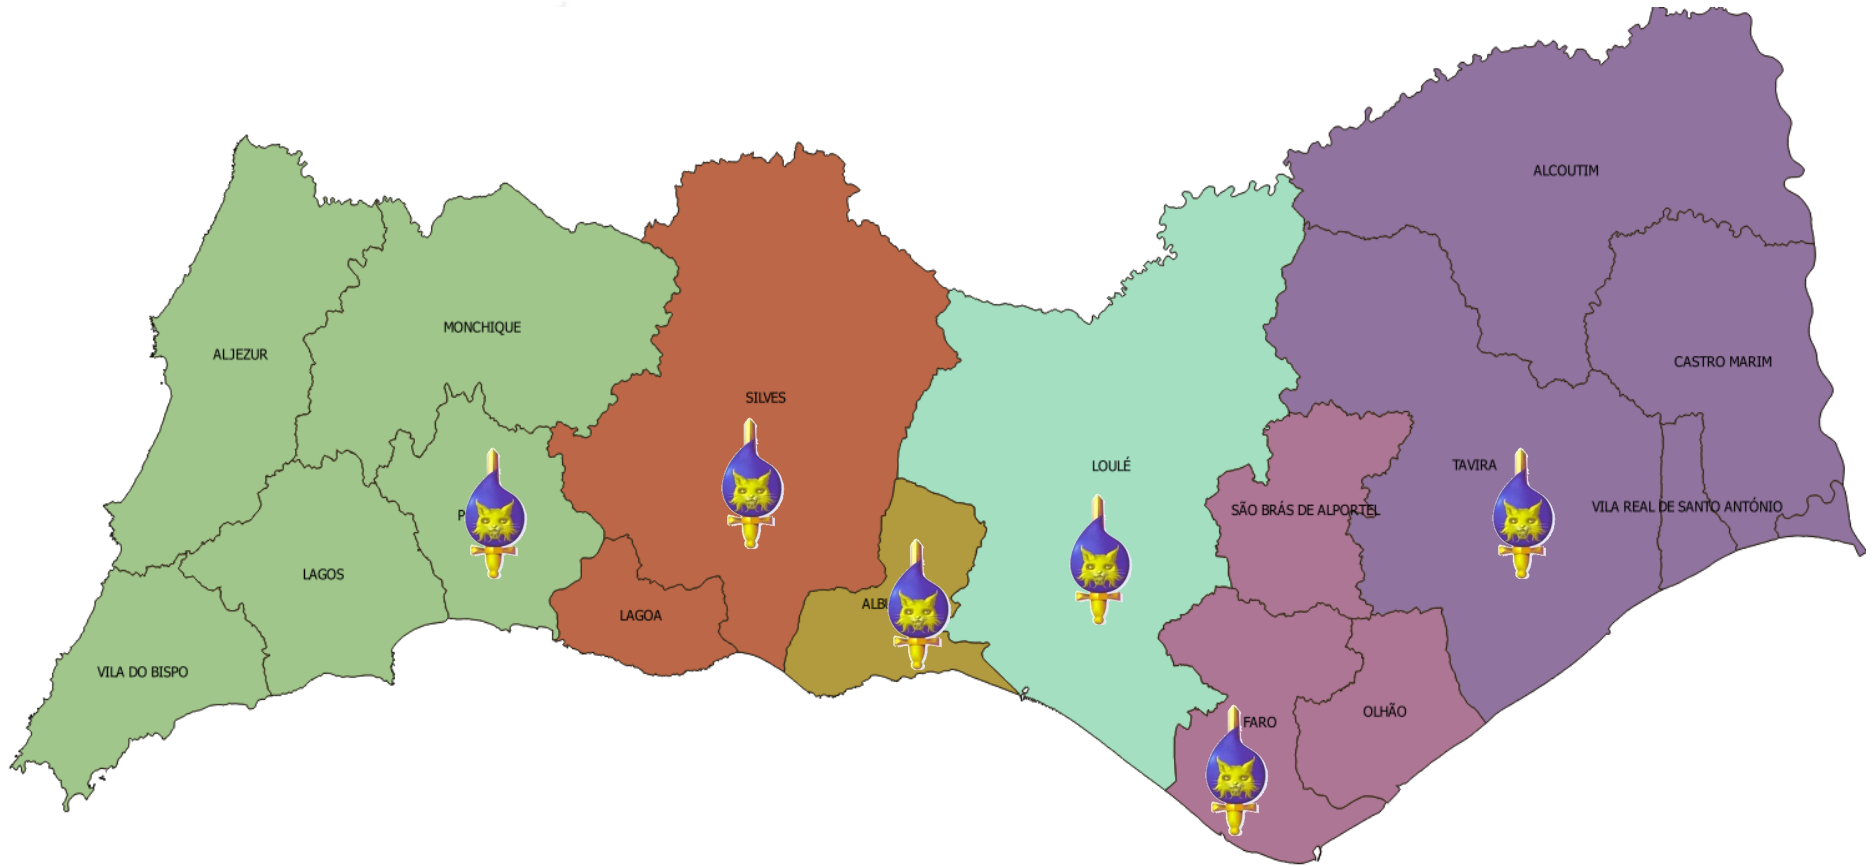 ALCOUTIM
MONCHIQUE
ALJEZUR
CASTRO MARIM
SILVES
LOULÉ
TAVIRA
SÃO BRÁS DE ALPORTEL
VILA REAL DE SANTO ANTÓNIO
LAGOS
LAGOA
VILA DO BISPO
OLHÃO
FARO